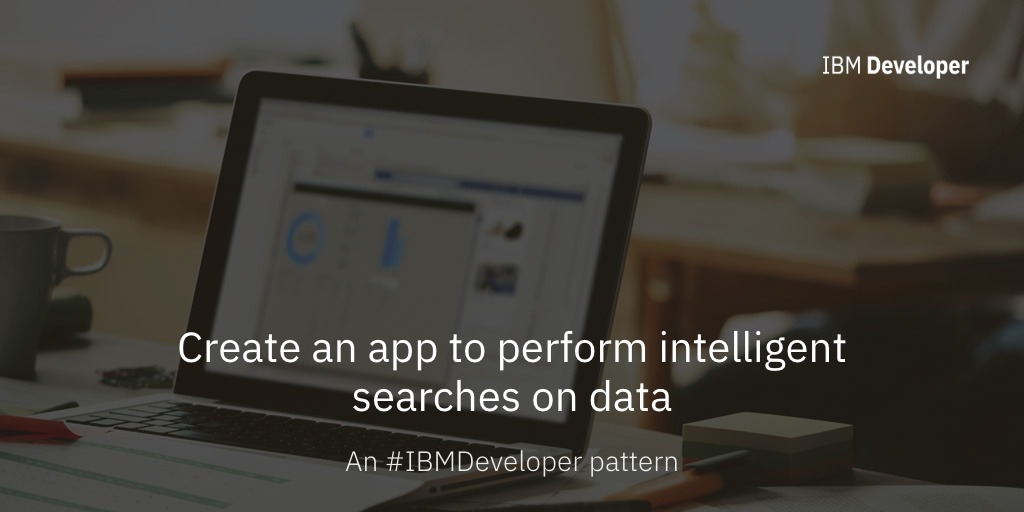 IBM Developer
Create an app to perform intelligent
searches on data
An #IBMDeveloper pattern